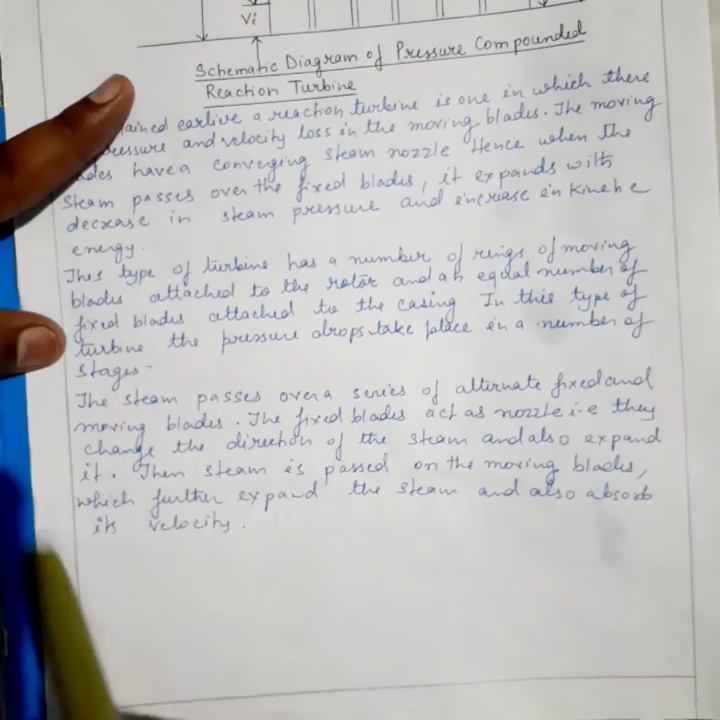 Vi
Schematic Diagram of Pressure Compounded
Reaction Turbine
earlive a reaction turbine is one in which there
and velocity loss in the moving blades. The moving
have a converging steam nozzle. Hence when the
steam passes over the fixed blades, it expands with
decrease in steam pressure and increase in kinetic
energy.
This type of turbine has a number of rings of moving
blades attached to the rotor and an equal number of
fixed blades attached to the casing In this type of
turbine the pressure drops take place in a number of
stages.
The steam passes over a series of alternate fixed and
moving blades. The fixed blades act as nozzle i.e they
change the direction of the steam and also expand
it. Then steam is passed on the moving blades,
which further expand the steam and also absorb
its velocity.